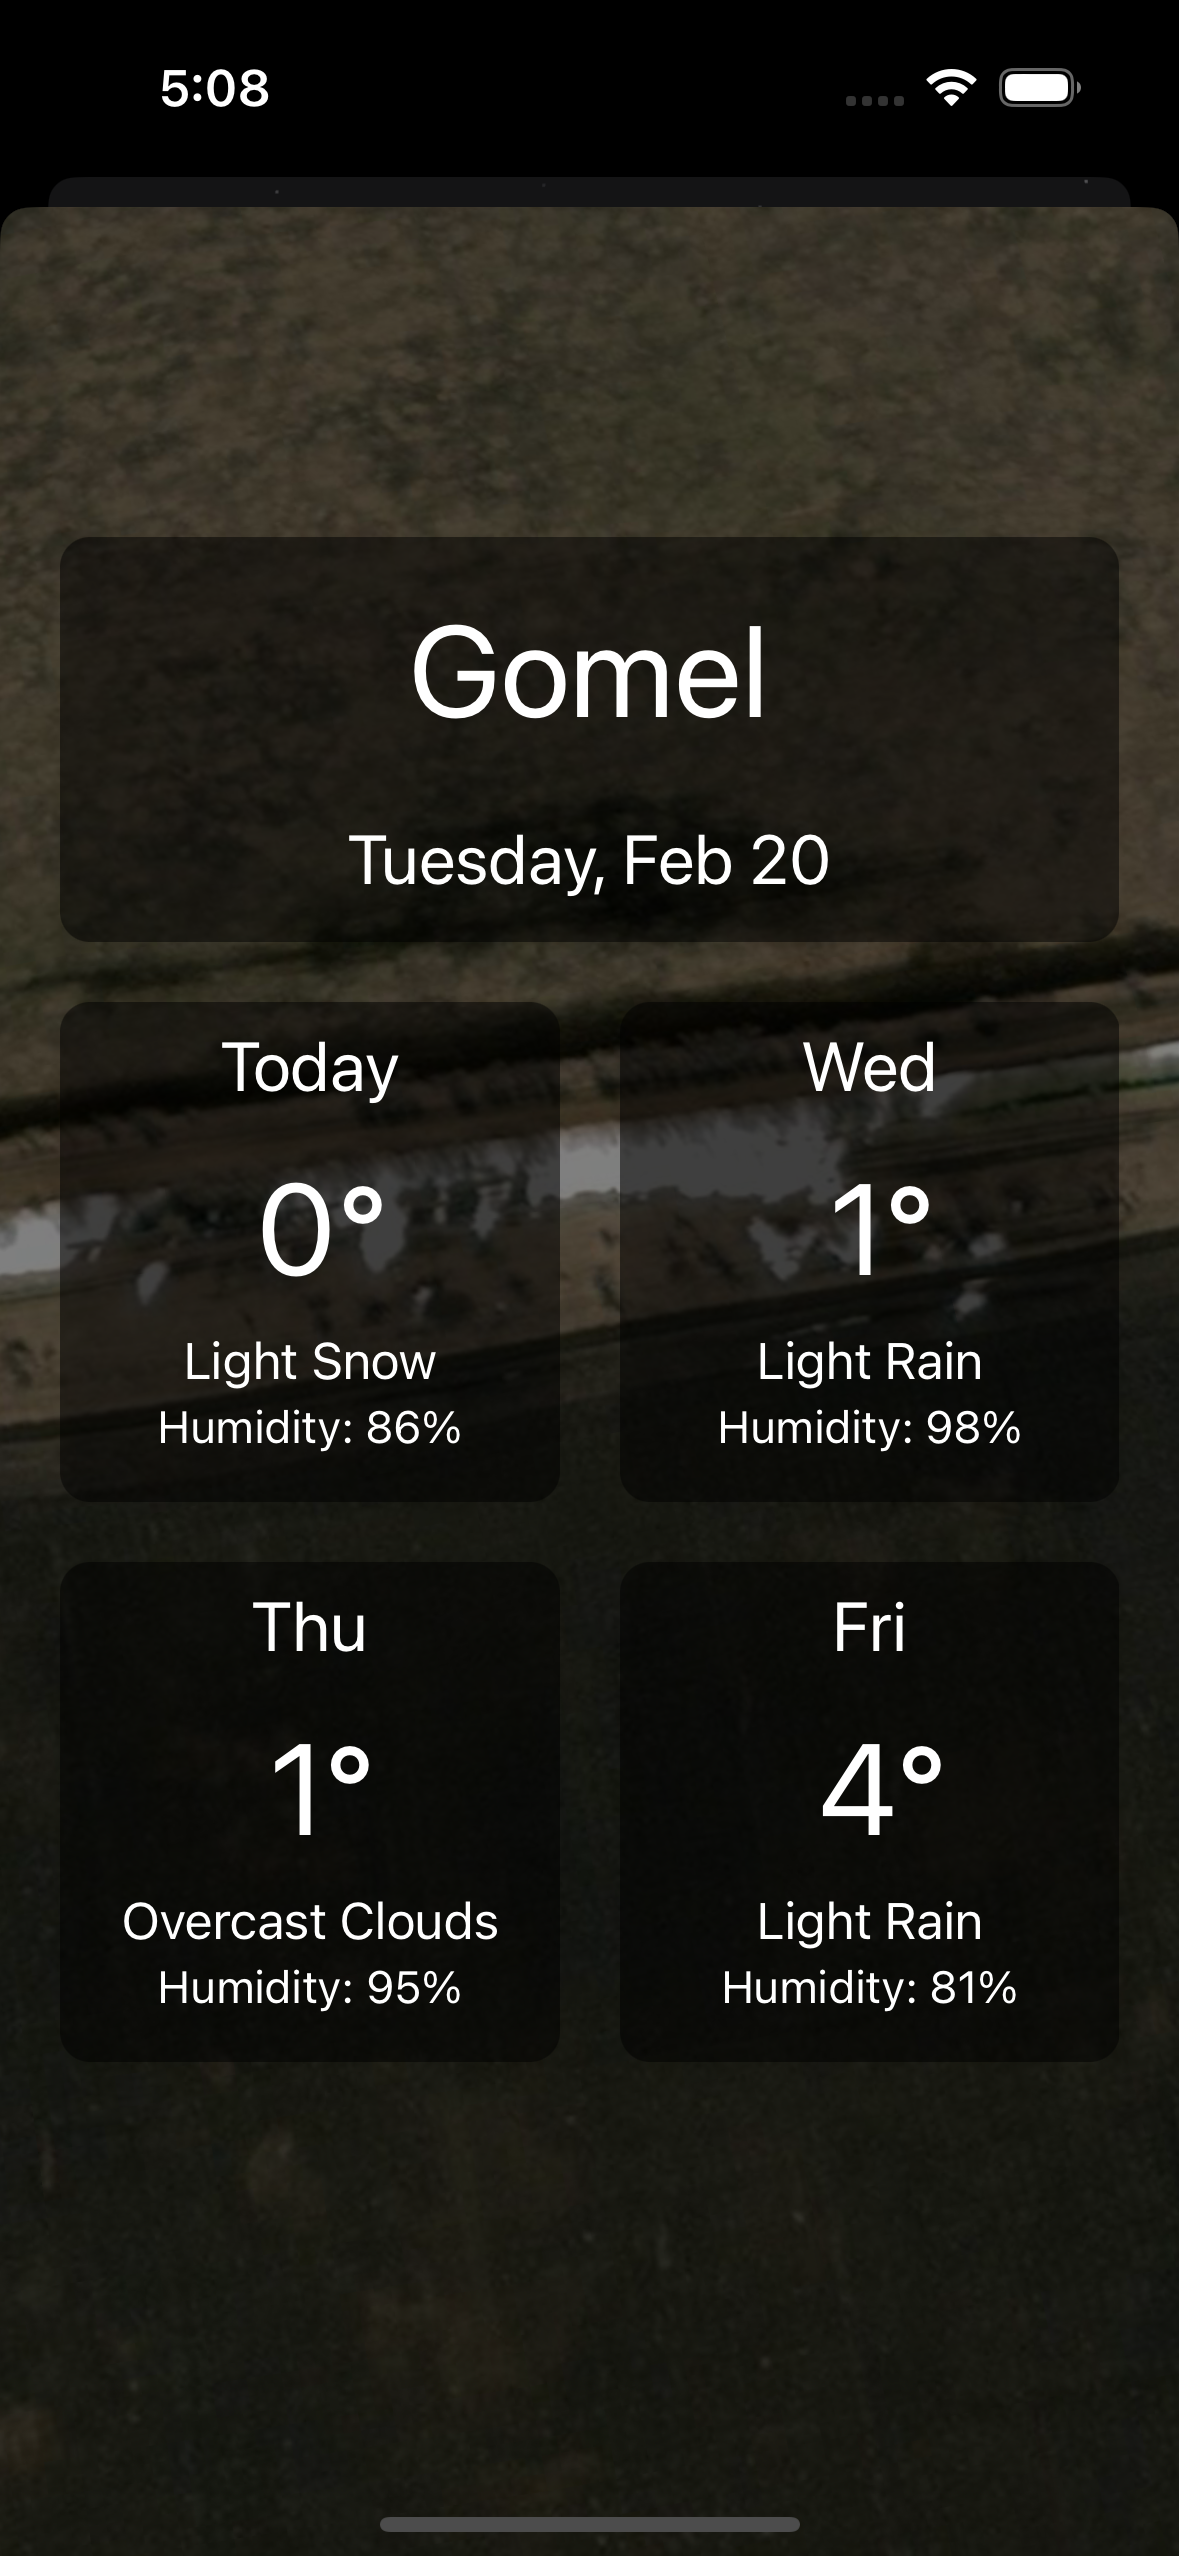 5:08
Gomel
Tuesday, Feb 20
Today
0°
Light Snow
Humidity: 86%
Wed
1°
Light Rain
Humidity: 98%
Thu
1°
Overcast Clouds
Humidity: 95%
Fri
4°
Light Rain
Humidity: 81%